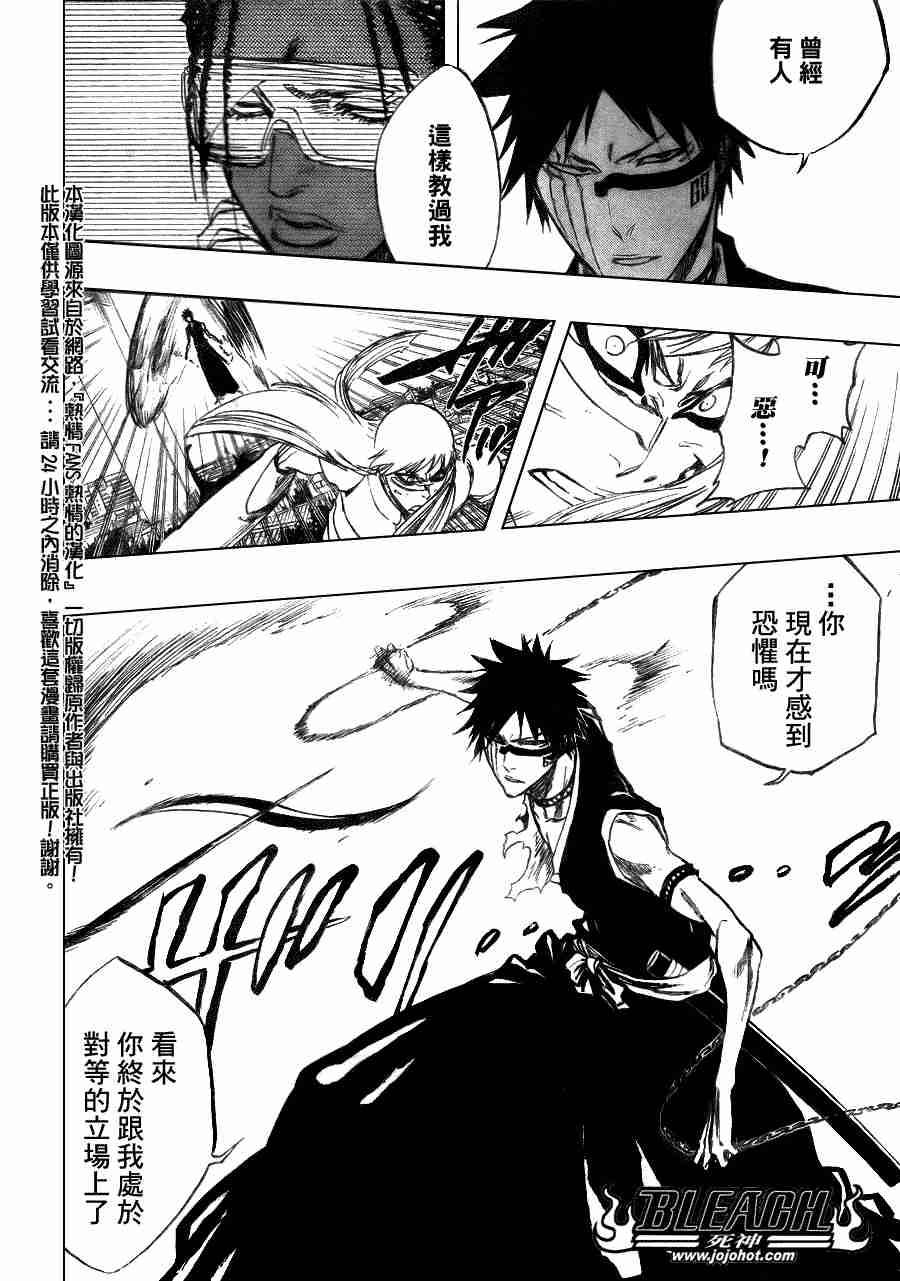 曾經
有人
這樣教過我
可…
惡…!
…你
現在才感到
恐懼嗎
看來
你終於跟我處於
對等的立場上了
69
本漢化圖源來自於網路．『熱情FANS熱情的漢化』一切版權歸原作者與出版社擁有！
此版本僅供學習試看交流… 請24小時之內消除．喜歡這套漫畫請購買正版！謝謝。
BLEACH
死神
www.jojohot.com